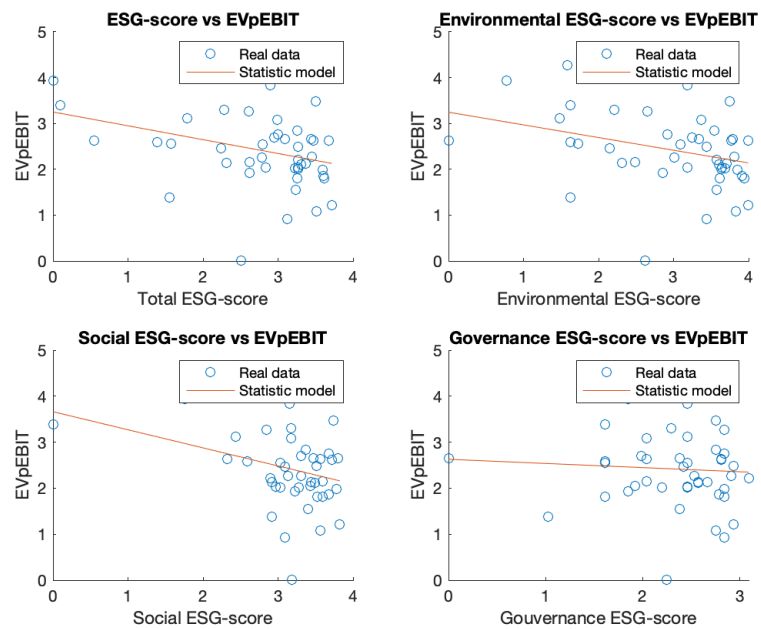 ESG-score vs EVpEBIT
5
4
3
2
1
0
EVpEBIT
Real data
Statistic model
0 1 2 3 4
Total ESG-score
Environmental ESG-score vs EVpEBIT
5
4
3
2
1
0
EVpEBIT
Real data
Statistic model
0 1 2 3 4
Environmental ESG-score
Social ESG-score vs EVpEBIT
5
4
3
2
1
0
EVpEBIT
Real data
Statistic model
0 1 2 3 4
Social ESG-score
Governance ESG-score vs EVpEBIT
5
4
3
2
1
0
EVpEBIT
Real data
Statistic model
0 1 2 3
Gouvernance ESG-score